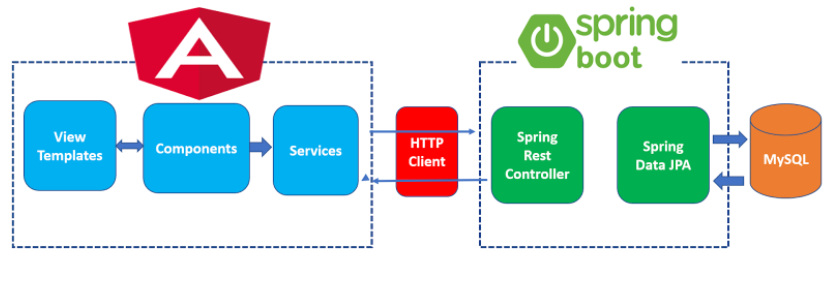 spring
boot
View
Templates
Components
Services
HTTP
Client
Spring
Rest
Controller
Spring
Data JPA
MySQL